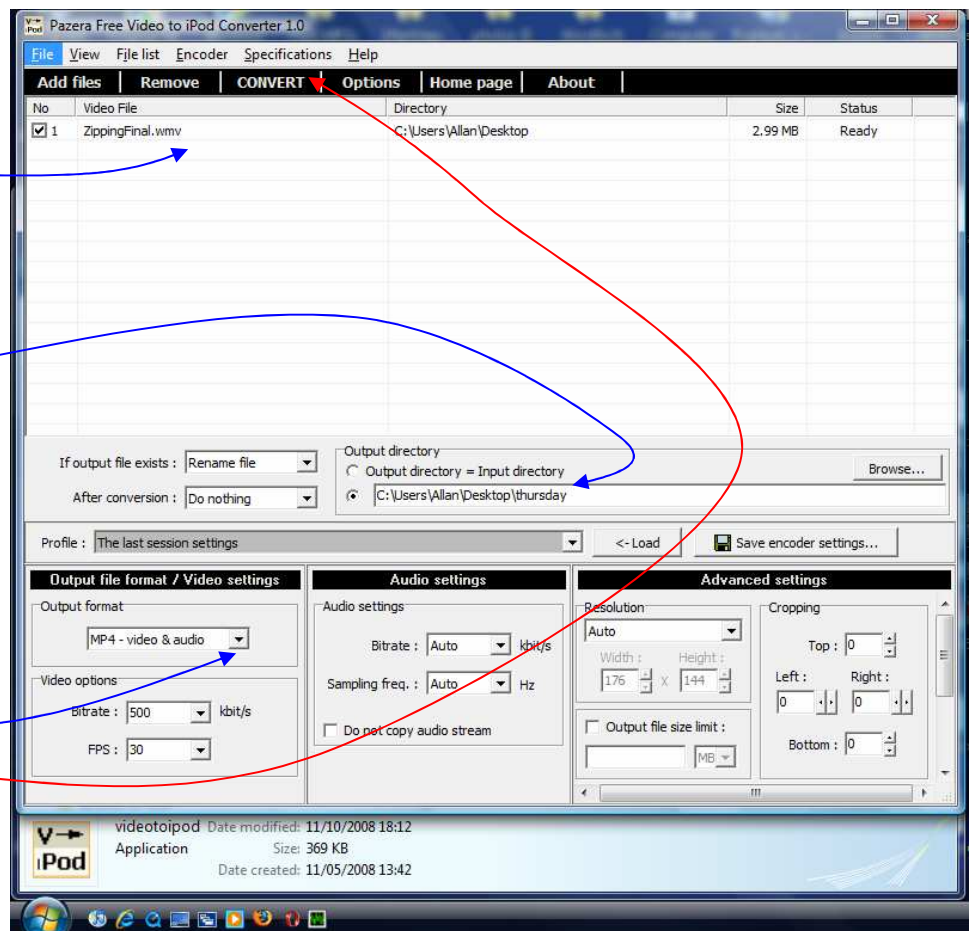 Pazera Free Video to iPod Converter 1.0
File View File list Encoder Specifications Help
Add files Remove CONVERT Options Home page About
No Video File Directory Size Status
1 ZippingFinal.wmv C:\Users\Allan\Desktop 2.99 MB Ready
If output file exists : Rename file
After conversion : Do nothing
Output directory
Output directory = Input directory
Browse...
C:\Users\Allan\Desktop\thursday
Profile : The last session settings <- Load Save encoder settings...
Output file format / Video settings
Output format
MP4 - video & audio
Video options
Bitrate : 500 kbit/s
FPS : 30
Audio settings
Audio settings
Bitrate : Auto kbit/s
Sampling freq. : Auto Hz
Do not copy audio stream
Advanced settings
Resolution
Auto
Width : Height :
176 x 144
Output file size limit :
MB
Cropping
Top : 0
Left : Right :
0 0
Bottom : 0
V
iPod
videotoipod Date modified: 11/10/2008 18:12
Application Size: 369 KB
Date created: 11/05/2008 13:42